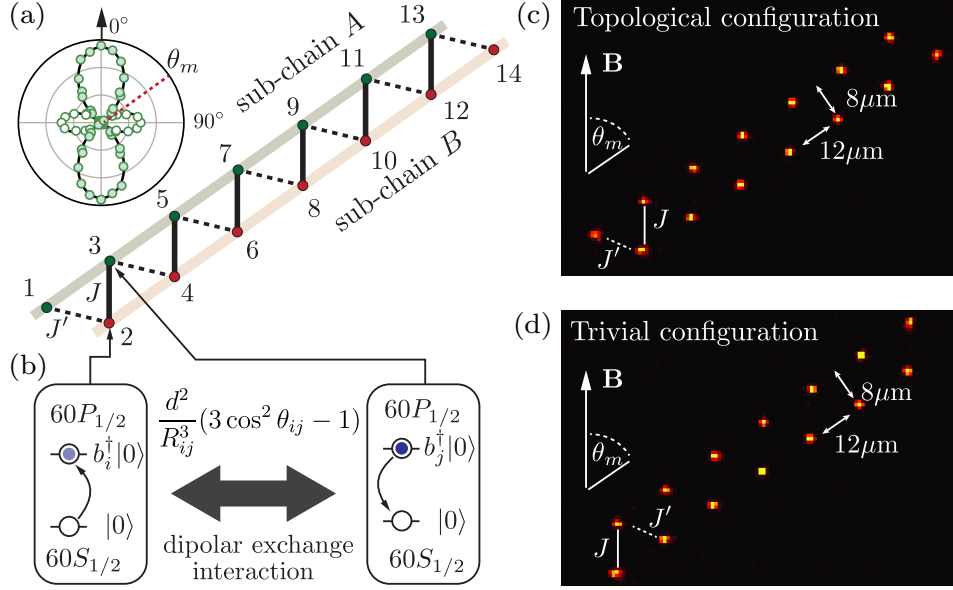 (a)
0°
θm
90°
sub-chain A
sub-chain B
1
2
3
4
5
6
7
8
9
10
11
12
13
14
J
J′
(b)
60P1/2
b†i|0⟩
|0⟩
60S1/2
d²/R³ij (3 cos² θij − 1)
dipolar exchange
interaction
60P1/2
b†j|0⟩
|0⟩
60S1/2
(c)
Topological configuration
B
θm
8μm
12μm
J
J′
(d)
Trivial configuration
B
θm
8μm
12μm
J′
J